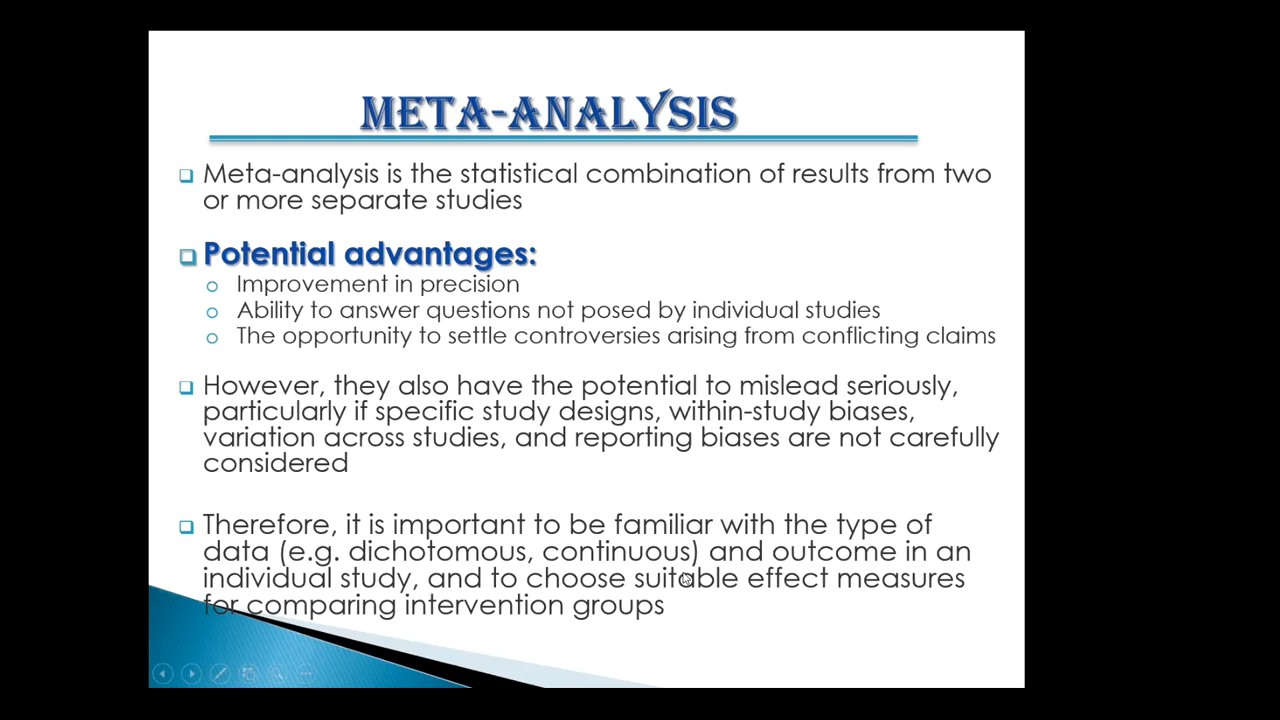 META-ANALYSIS
Meta-analysis is the statistical combination of results from two
or more separate studies
Potential advantages:
Improvement in precision
Ability to answer questions not posed by individual studies
The opportunity to settle controversies arising from conflicting claims
However, they also have the potential to mislead seriously,
particularly if specific study designs, within-study biases,
variation across studies, and reporting biases are not carefully
considered
Therefore, it is important to be familiar with the type of
data (e.g. dichotomous, continuous) and outcome in an
individual study, and to choose suitable effect measures
for comparing intervention groups